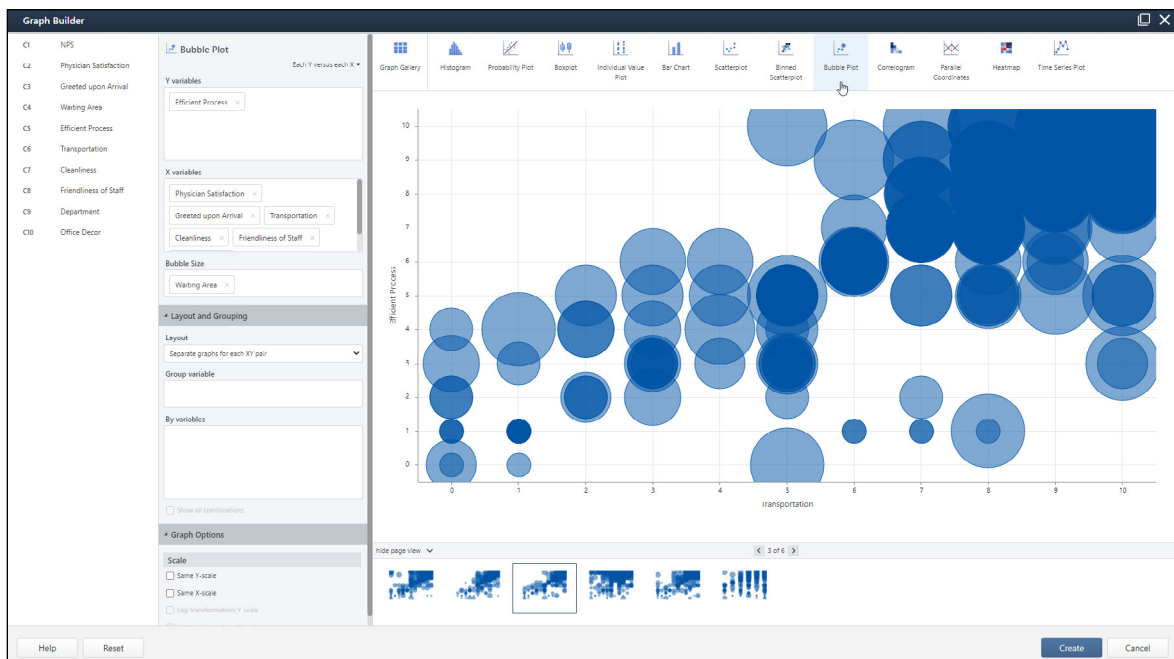 Graph Builder
C1 NPS
C2 Physician Satisfaction
C3 Greeted upon Arrival
C4 Waiting Area
C5 Efficient Process
C6 Transportation
C7 Cleanliness
C8 Friendliness of Staff
C9 Department
C10 Office Decor
Bubble Plot
Each Y versus each X
Y variables
Efficient Process ×
X variables
Physician Satisfaction ×
Greeted upon Arrival × Transportation ×
Cleanliness × Friendliness of Staff ×
Bubble Size
Waiting Area ×
Layout and Grouping
Layout
Separate graphs for each XY pair
Group variable
By variables
Show all combinations
Graph Options
Scale
Same Y-scale
Same X-scale
Log transformations Y scale
Graph Gallery
Histogram
Probability Plot
Boxplot
Individual Value
Plot
Bar Chart
Scatterplot
Binned
Scatterplot
Bubble Plot
Correlogram
Parallel
Coordinates
Heatmap
Time Series Plot
Efficient Process
10
9
8
7
6
5
4
3
2
1
0
0 1 2 3 4 5 6 7 8 9 10
Transportation
hide page view
3 of 6
Help
Reset
Create
Cancel